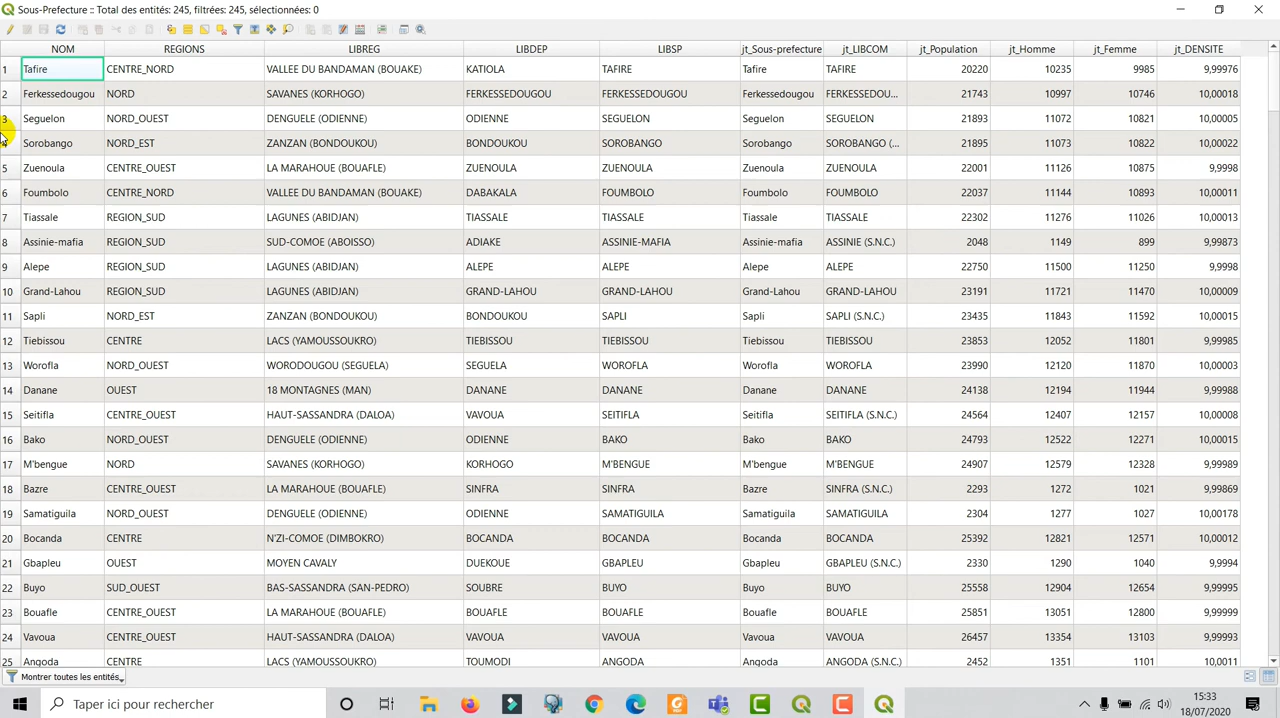 Sous-Prefecture :: Total des entités: 245, filtrées: 245, sélectionnées: 0
NOM REGIONS LIBREG LIBDEP LIBSP jt_Sous-prefecture jt_LIBCOM jt_Population jt_Homme jt_Femme jt_DENSITE
1 Tafire CENTRE_NORD VALLEE DU BANDAMAN (BOUAKE) KATIOLA TAFIRE Tafire TAFIRE 20220 10235 9985 9,99976
2 Ferkessedougou NORD SAVANES (KORHOGO) FERKESSEDOUGOU FERKESSEDOUGOU Ferkessedougou FERKESSEDOU... 21743 10997 10746 10,00018
3 Seguelon NORD_OUEST DENGUELE (ODIENNE) ODIENNE SEGUELON Seguelon SEGUELON 21893 11072 10821 10,00005
4 Sorobango NORD_EST ZANZAN (BONDOUKOU) BONDOUKOU SOROBANGO Sorobango SOROBANGO (... 21895 11073 10822 10,00022
5 Zuenoula CENTRE_OUEST LA MARAHOUE (BOUAFLE) ZUENOULA ZUENOULA Zuenoula ZUENOULA 22001 11126 10875 9,9998
6 Foumbolo CENTRE_NORD VALLEE DU BANDAMAN (BOUAKE) DABAKALA FOUMBOLO Foumbolo FOUMBOLO 22037 11144 10893 10,00011
7 Tiassale REGION_SUD LAGUNES (ABIDJAN) TIASSALE TIASSALE Tiassale TIASSALE 22302 11276 11026 10,00013
8 Assinie-mafia REGION_SUD SUD-COMOE (ABOISSO) ADIAKE ASSINIE-MAFIA Assinie-mafia ASSINIE (S.N.C.) 2048 1149 899 9,99873
9 Alepe REGION_SUD LAGUNES (ABIDJAN) ALEPE ALEPE Alepe ALEPE 22750 11500 11250 9,9998
10 Grand-Lahou REGION_SUD LAGUNES (ABIDJAN) GRAND-LAHOU GRAND-LAHOU Grand-Lahou GRAND-LAHOU 23191 11721 11470 10,00009
11 Sapli NORD_EST ZANZAN (BONDOUKOU) BONDOUKOU SAPLI Sapli SAPLI (S.N.C.) 23435 11843 11592 10,00015
12 Tiebissou CENTRE LACS (YAMOUSSOUKRO) TIEBISSOU TIEBISSOU Tiebissou TIEBISSOU 23853 12052 11801 9,99985
13 Worofla NORD_OUEST WORODOUGOU (SEGUELA) SEGUELA WOROFLA Worofla WOROFLA 23990 12120 11870 10,00003
14 Danane OUEST 18 MONTAGNES (MAN) DANANE DANANE Danane DANANE 24138 12194 11944 9,99988
15 Seitifla CENTRE_OUEST HAUT-SASSANDRA (DALOA) VAVOUA SEITIFLA Seitifla SEITIFLA (S.N.C.) 24564 12407 12157 10,00008
16 Bako NORD_OUEST DENGUELE (ODIENNE) ODIENNE BAKO Bako BAKO 24793 12522 12271 10,00015
17 M'bengue NORD SAVANES (KORHOGO) KORHOGO M'BENGUE M'bengue M'BENGUE 24907 12579 12328 9,99989
18 Bazre CENTRE_OUEST LA MARAHOUE (BOUAFLE) SINFRA SINFRA Bazre SINFRA (S.N.C.) 2293 1272 1021 9,99869
19 Samatiguila NORD_OUEST DENGUELE (ODIENNE) ODIENNE SAMATIGUILA Samatiguila SAMATIGUILA 2304 1277 1027 10,00178
20 Bocanda CENTRE N'ZI-COMOE (DIMBOKRO) BOCANDA BOCANDA Bocanda BOCANDA 25392 12821 12571 10,00012
21 Gbapleu OUEST MOYEN CAVALY DUEKOUE GBAPLEU Gbapleu GBAPLEU (S.N.C.) 2330 1290 1040 9,9994
22 Buyo SUD_OUEST BAS-SASSANDRA (SAN-PEDRO) SOUBRE BUYO Buyo BUYO 25558 12904 12654 9,99995
23 Bouafle CENTRE_OUEST LA MARAHOUE (BOUAFLE) BOUAFLE BOUAFLE Bouafle BOUAFLE 25851 13051 12800 9,99999
24 Vavoua CENTRE_OUEST HAUT-SASSANDRA (DALOA) VAVOUA VAVOUA Vavoua VAVOUA 26457 13354 13103 9,99993
25 Angoda CENTRE LACS (YAMOUSSOUKRO) TOUMODI ANGODA Angoda ANGODA (S.N.C.) 2452 1351 1101 10,0011
Montrer toutes les entités
Taper ici pour rechercher
15:33
18/07/2020